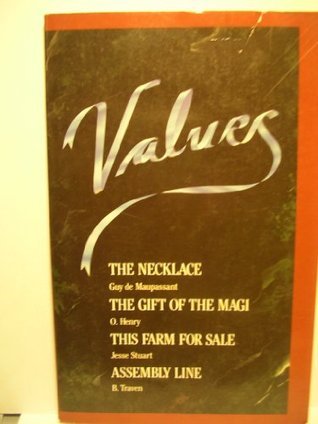 Values
THE NECKLACE
Guy de Maupassant
THE GIFT OF THE MAGI
O. Henry
THIS FARM FOR SALE
Jesse Stuart
ASSEMBLY LINE
B. Traven